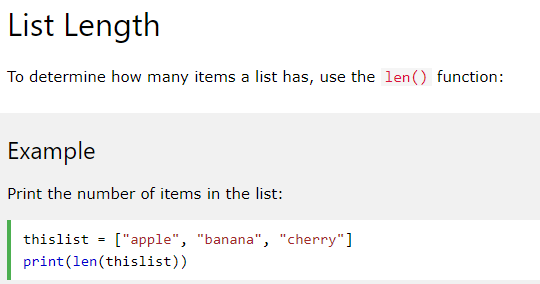 List Length
To determine how many items a list has, use the len() function:
Example
Print the number of items in the list:
thislist = ["apple", "banana", "cherry"]
print(len(thislist))